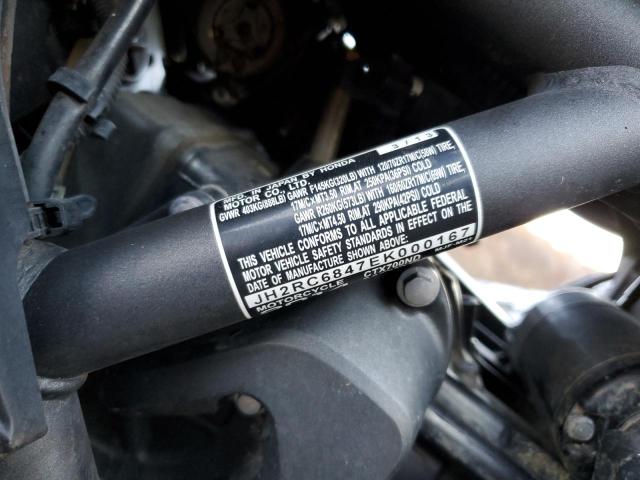 MFG. IN JAPAN BY HONDA 3/13
MOTOR CO., LTD.
GVWR 403KG(888LB) GAWR F145KG(320LB) WITH 120/70ZR17M/C(58W) TIRE,
17M/C×MT3.50 RIM, AT 250KPA(36PSI) COLD
GAWR R260KG(573LB) WITH 160/60ZR17M/C(69W) TIRE,
17M/C×MT4.50 RIM, AT 290KPA(42PSI) COLD
THIS VEHICLE CONFORMS TO ALL APPLICABLE FEDERAL
MOTOR VEHICLE SAFETY STANDARDS IN EFFECT ON THE
DATE OF MANUFACTURE SHOWN ABOVE:
JH2RC6847EK000167
MOTORCYCLE CTX700ND